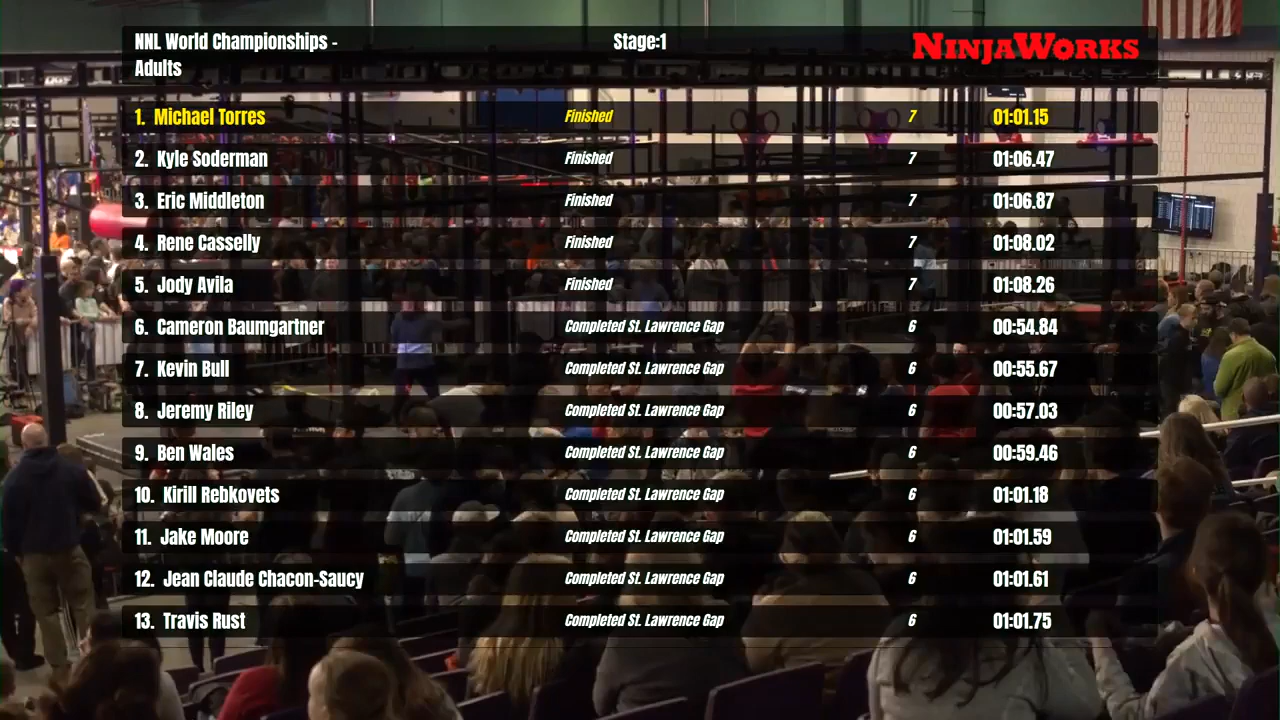 NNL World Championships -
Adults
Stage:1
NINJAWORKS
1. Michael Torres Finished 7 01:01.15
2. Kyle Soderman Finished 7 01:06.47
3. Eric Middleton Finished 7 01:06.87
4. Rene Casselly Finished 7 01:08.02
5. Jody Avila Finished 7 01:08.26
6. Cameron Baumgartner Completed St. Lawrence Gap 6 00:54.84
7. Kevin Bull Completed St. Lawrence Gap 6 00:55.67
8. Jeremy Riley Completed St. Lawrence Gap 6 00:57.03
9. Ben Wales Completed St. Lawrence Gap 6 00:59.46
10. Kirill Rebkovets Completed St. Lawrence Gap 6 01:01.18
11. Jake Moore Completed St. Lawrence Gap 6 01:01.59
12. Jean Claude Chacon-Saucy Completed St. Lawrence Gap 6 01:01.61
13. Travis Rust Completed St. Lawrence Gap 6 01:01.75